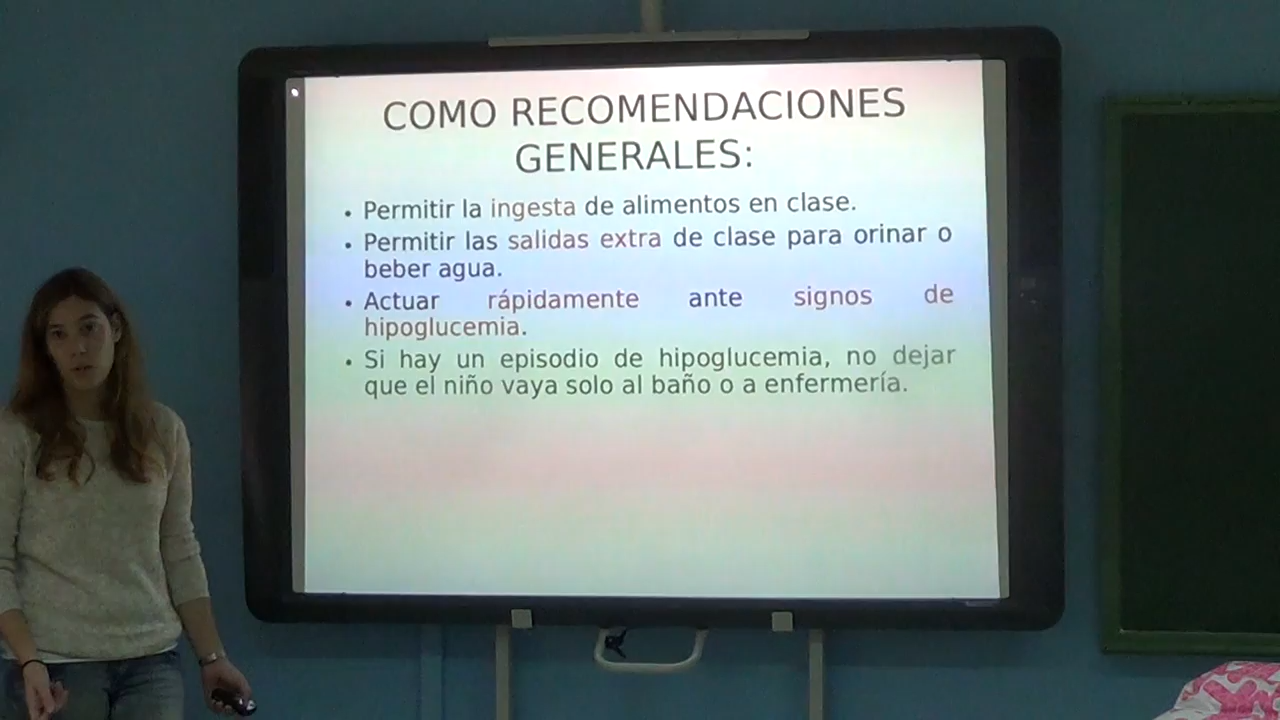 COMO RECOMENDACIONES
GENERALES:
• Permitir la ingesta de alimentos en clase.
• Permitir las salidas extra de clase para orinar o
beber agua.
• Actuar rápidamente ante signos de
hipoglucemia.
• Si hay un episodio de hipoglucemia, no dejar
que el niño vaya solo al baño o a enfermería.